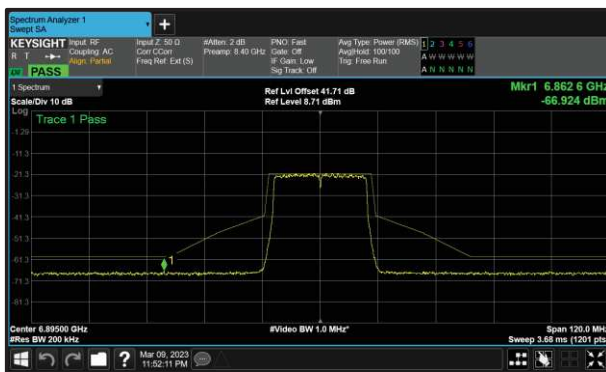 Spectrum Analyzer 1
Swept SA
+
KEYSIGHT Input: RF
R T Coupling: AC
Align: Partial
PASS
Input Z: 50 Ω
Corr CCorr
Freq Ref: Ext (S)
#Atten: 2 dB
Preamp: 8.40 GHz
PNO: Fast
Gate: Off
IF Gain: Low
Sig Track: Off
Avg Type: Power (RMS)
Avg|Hold: 100/100
Trig: Free Run
1 2 3 4 5 6
A W W W W W
A N N N N N
1 Spectrum
Scale/Div 10 dB
Ref Lvl Offset 41.71 dB
Ref Level 8.71 dBm
Mkr1 6.862 6 GHz
-66.924 dBm
Log
Trace 1 Pass
-1.29
-11.3
-21.3
-31.3
-41.3
-51.3
-61.3
-71.3
-81.3
1
Center 6.89500 GHz
#Res BW 200 kHz
#Video BW 1.0 MHz*
Span 120.0 MHz
Sweep 3.68 ms (1201 pts)
?
Mar 09, 2023
11:52:11 PM